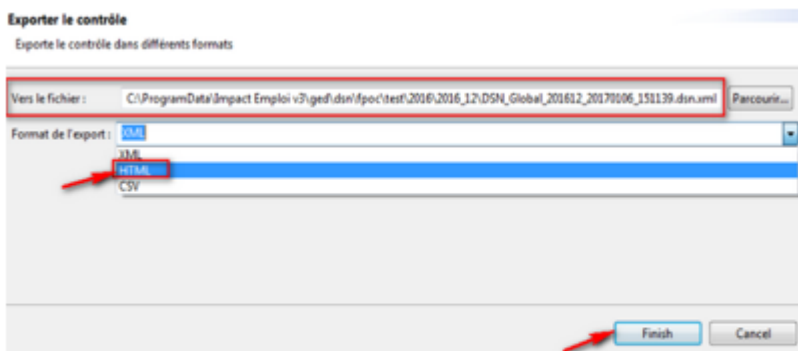 Exporter le contrôle
Exporte le contrôle dans différents formats
Vers le fichier : C:\ProgramData\Impact Emploi v3\ged\dsn\fpoc\test\2016\2016_12\DSN_Global_201612_20170106_151139.dsn.xml Parcourir...
Format de l'export : XML
XML
HTML
CSV
Finish Cancel